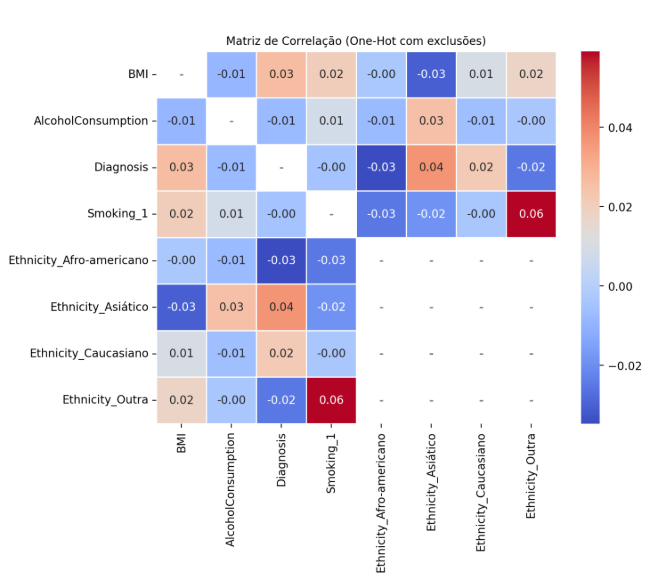 Matriz de Correlação (One-Hot com exclusões)
BMI - -0.01 0.03 0.02 -0.00 -0.03 0.01 0.02
AlcoholConsumption -0.01 - -0.01 0.01 -0.01 0.03 -0.01 -0.00
Diagnosis 0.03 -0.01 - -0.00 -0.03 0.04 0.02 -0.02
Smoking_1 0.02 0.01 -0.00 - -0.03 -0.02 -0.00 0.06
Ethnicity_Afro-americano -0.00 -0.01 -0.03 -0.03 - - - -
Ethnicity_Asiático -0.03 0.03 0.04 -0.02 - - - -
Ethnicity_Caucasiano 0.01 -0.01 0.02 -0.00 - - - -
Ethnicity_Outra 0.02 -0.00 -0.02 0.06 - - - -
BMI
AlcoholConsumption
Diagnosis
Smoking_1
Ethnicity_Afro-americano
Ethnicity_Asiático
Ethnicity_Caucasiano
Ethnicity_Outra
0.04
0.02
0.00
−0.02